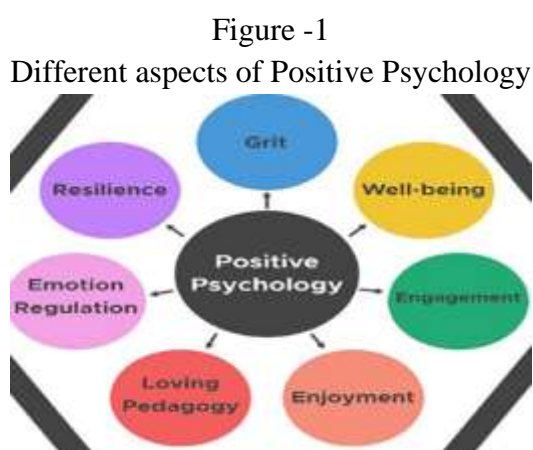 Figure -1
Different aspects of Positive Psychology
Grit
Resilience
Well-being
Positive
Psychology
Emotion
Regulation
Engagement
Loving
Pedagogy
Enjoyment